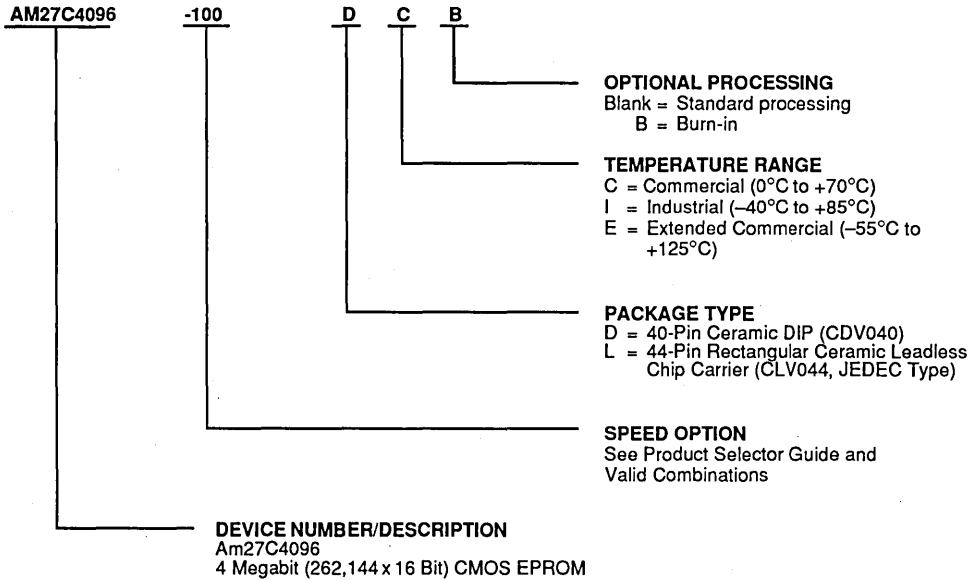 AM27C4096 -100 D C B
OPTIONAL PROCESSING
Blank = Standard processing
B = Burn-in
TEMPERATURE RANGE
C = Commercial (0°C to +70°C)
I = Industrial (–40°C to +85°C)
E = Extended Commercial (–55°C to
+125°C)
PACKAGE TYPE
D = 40-Pin Ceramic DIP (CDV040)
L = 44-Pin Rectangular Ceramic Leadless
Chip Carrier (CLV044, JEDEC Type)
SPEED OPTION
See Product Selector Guide and
Valid Combinations
DEVICE NUMBER/DESCRIPTION
Am27C4096
4 Megabit (262,144 x 16 Bit) CMOS EPROM